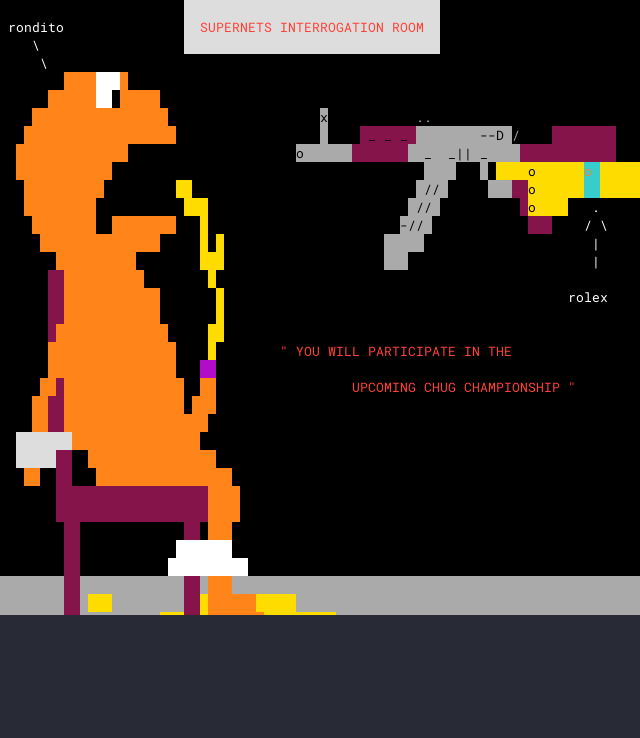 SUPERNETS INTERROGATION ROOM
rondito
rolex
" YOU WILL PARTICIPATE IN THE
UPCOMING CHUG CHAMPIONSHIP "